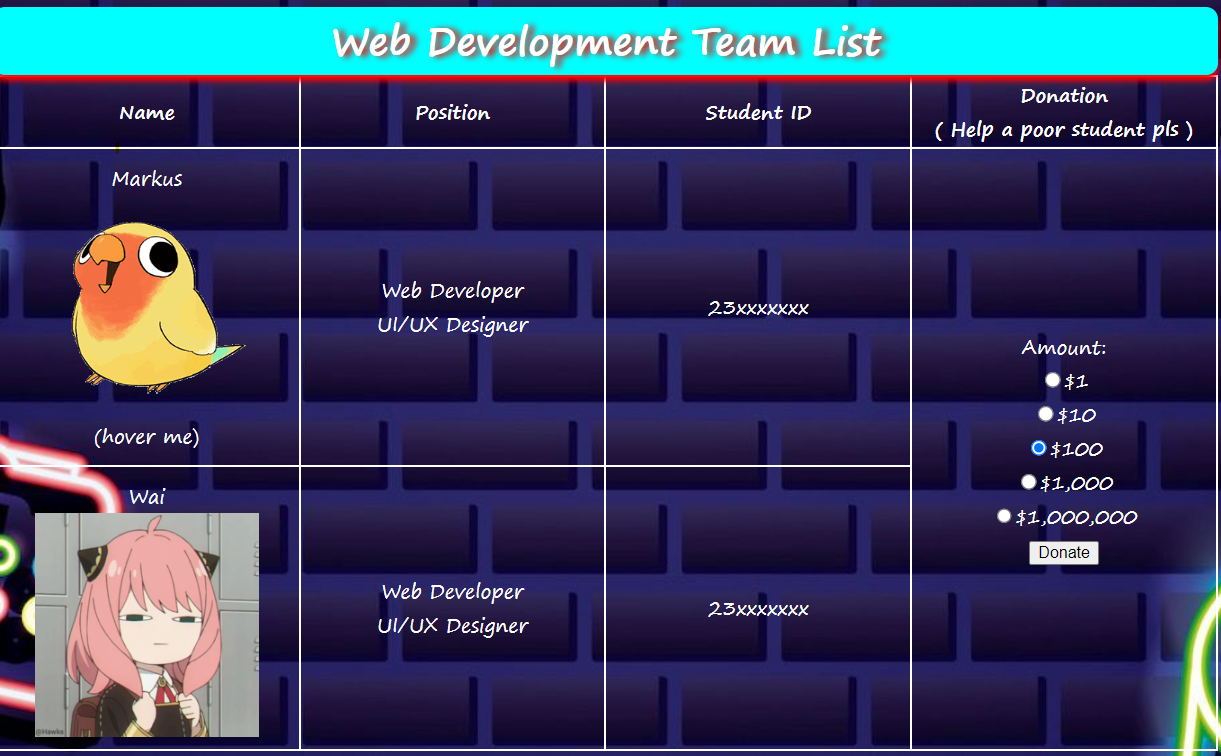 Web Development Team List
Name
Position
Student ID
Donation
( Help a poor student pls )
Markus
(hover me)
Web Developer
UI/UX Designer
23xxxxxxx
Amount:
$1
$10
$100
$1,000
$1,000,000
Donate
Wai
@Hawks
Web Developer
UI/UX Designer
23xxxxxxx